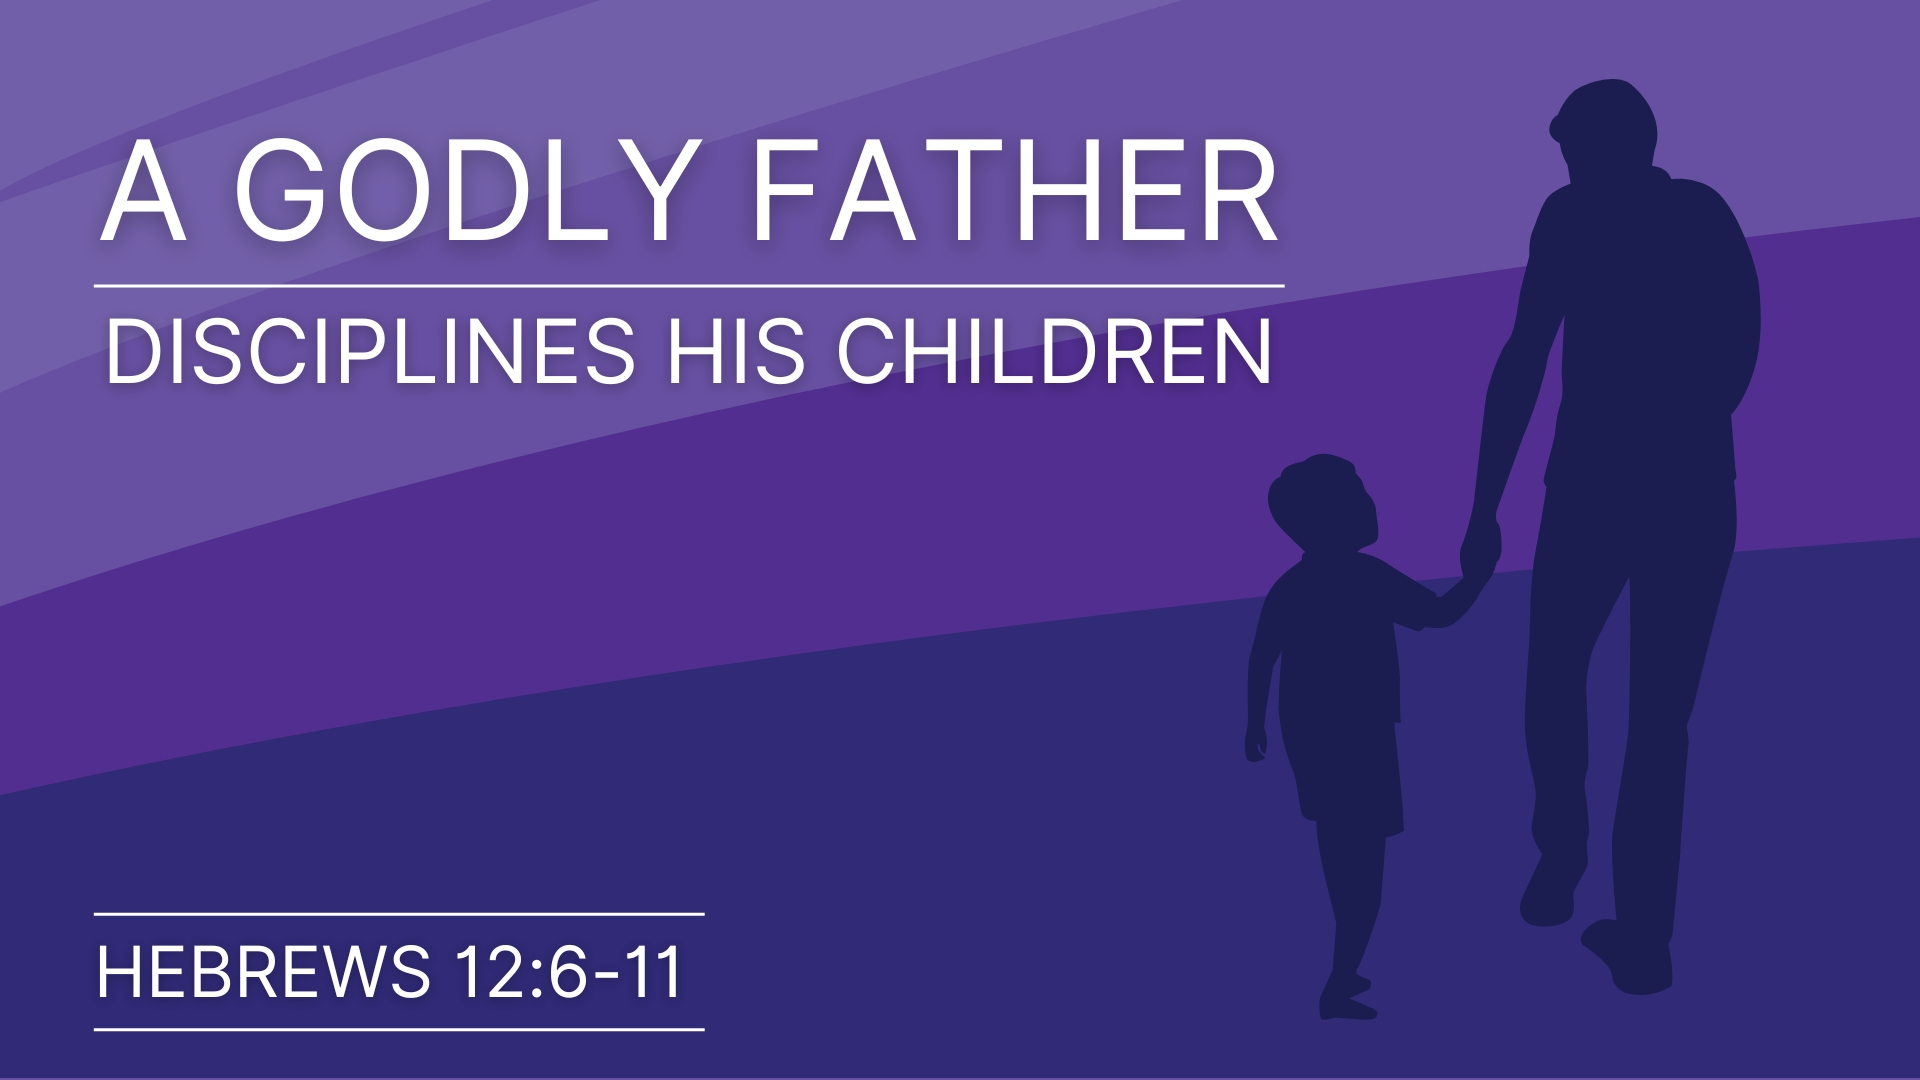 A GODLY FATHER
DISCIPLINES HIS CHILDREN
HEBREWS 12:6-11